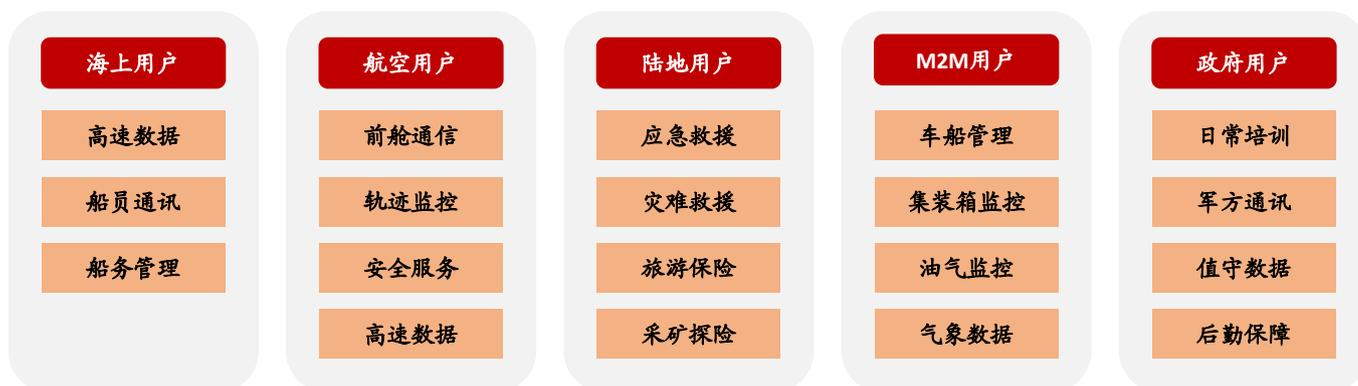 海上用户
高速数据
船员通讯
船务管理
航空用户
前舱通信
轨迹监控
安全服务
高速数据
陆地用户
应急救援
灾难救援
旅游保险
采矿探险
M2M用户
车船管理
集装箱监控
油气监控
气象数据
政府用户
日常培训
军方通讯
值守数据
后勤保障